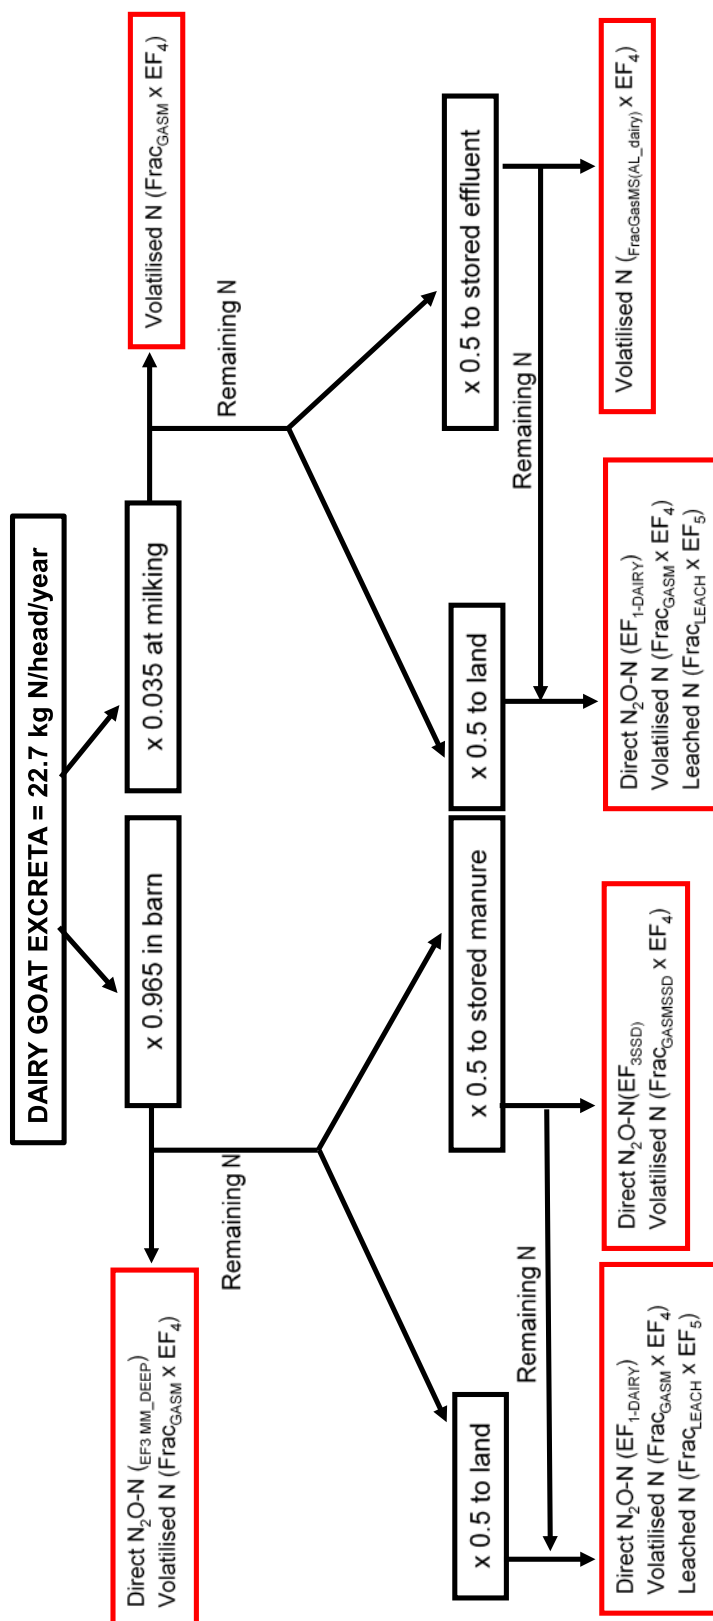 DAIRY GOAT EXCRETA = 22.7 kg N/head/year
x 0.965 in barn
x 0.035 at milking
Direct N₂O-N (EF3 MM_DEEP)
Volatilised N (FracGASM x EF₄)
Volatilised N (FracGASM x EF₄)
Remaining N
Remaining N
x 0.5 to land
x 0.5 to stored manure
x 0.5 to land
x 0.5 to stored effluent
Remaining N
Remaining N
Direct N₂O-N (EF1-DAIRY)
Volatilised N (FracGASM x EF₄)
Leached N (FracLEACH x EF₅)
Direct N₂O-N(EF3SSD)
Volatilised N (FracGASMSSD x EF₄)
Direct N₂O-N (EF1-DAIRY)
Volatilised N (FracGASM x EF₄)
Leached N (FracLEACH x EF₅)
Volatilised N (FracGasMS(AL_dairy) x EF₄)